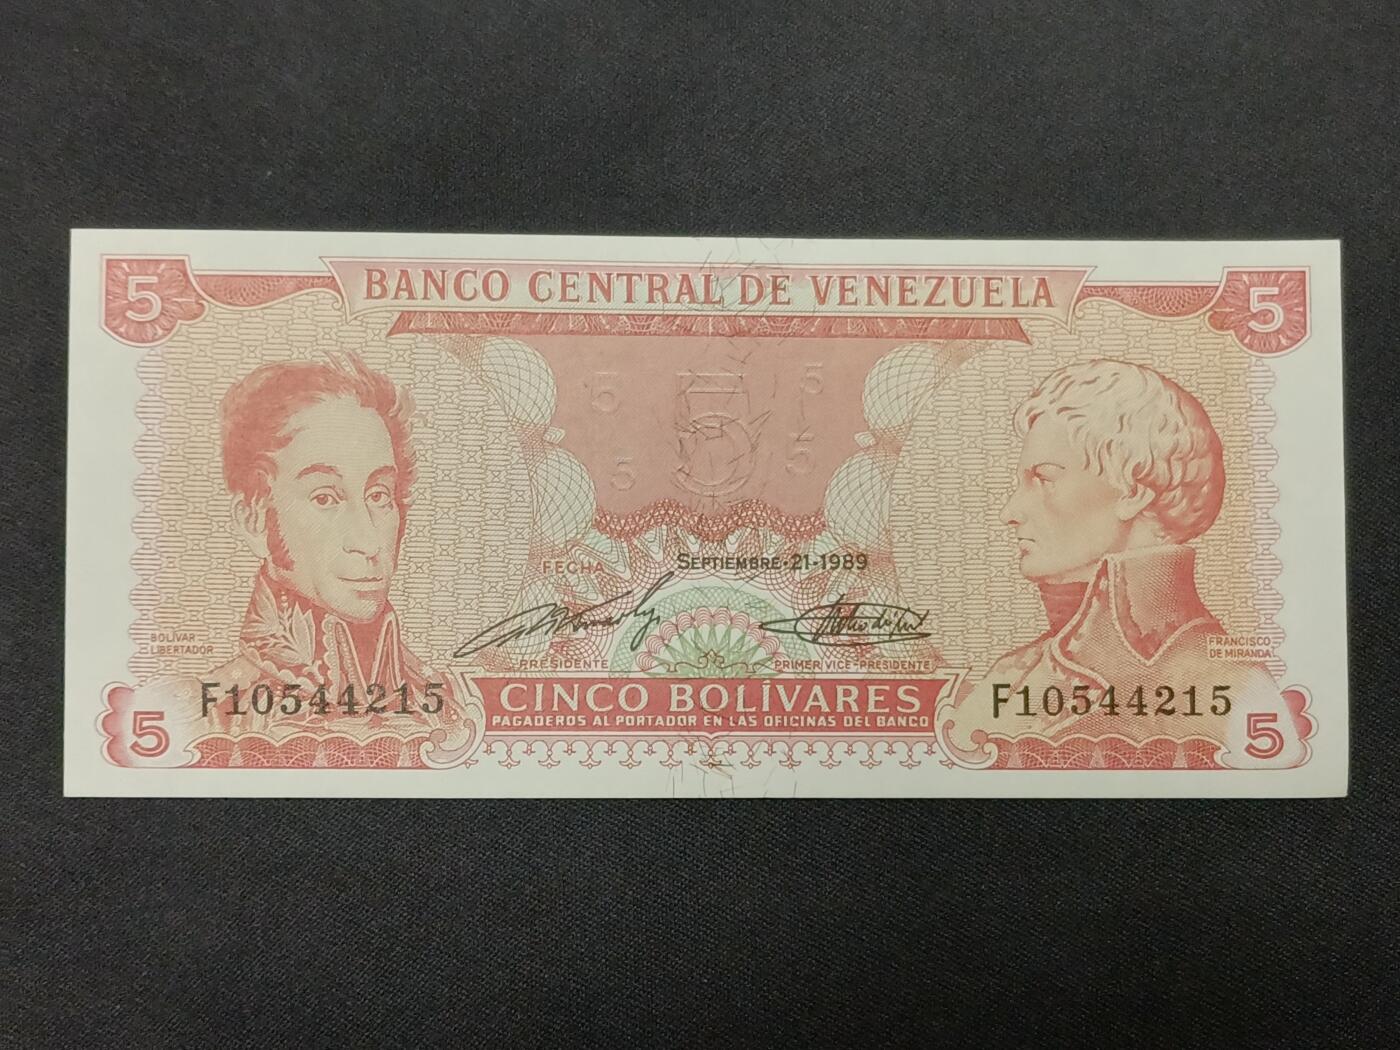 5
BANCO CENTRAL DE VENEZUELA
5
5
5
5
5
FECHA
SEPTIEMBRE·21-1989
PRESIDENTE
PRIMER VICE-PRESIDENTE
BOLIVAR
LIBERTADOR
FRANCISCO
DE MIRANDA
F10544215
F10544215
CINCO BOLÍVARES
PAGADEROS AL PORTADOR EN LAS OFICINAS DEL BANCO
5
5